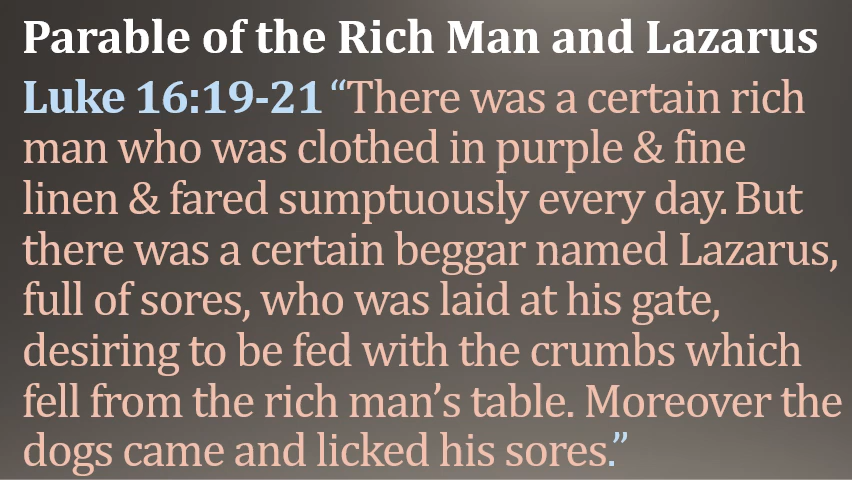 Parable of the Rich Man and Lazarus
Luke 16:19-21 “There was a certain rich
man who was clothed in purple & fine
linen & fared sumptuously every day. But
there was a certain beggar named Lazarus,
full of sores, who was laid at his gate,
desiring to be fed with the crumbs which
fell from the rich man’s table. Moreover the
dogs came and licked his sores.”